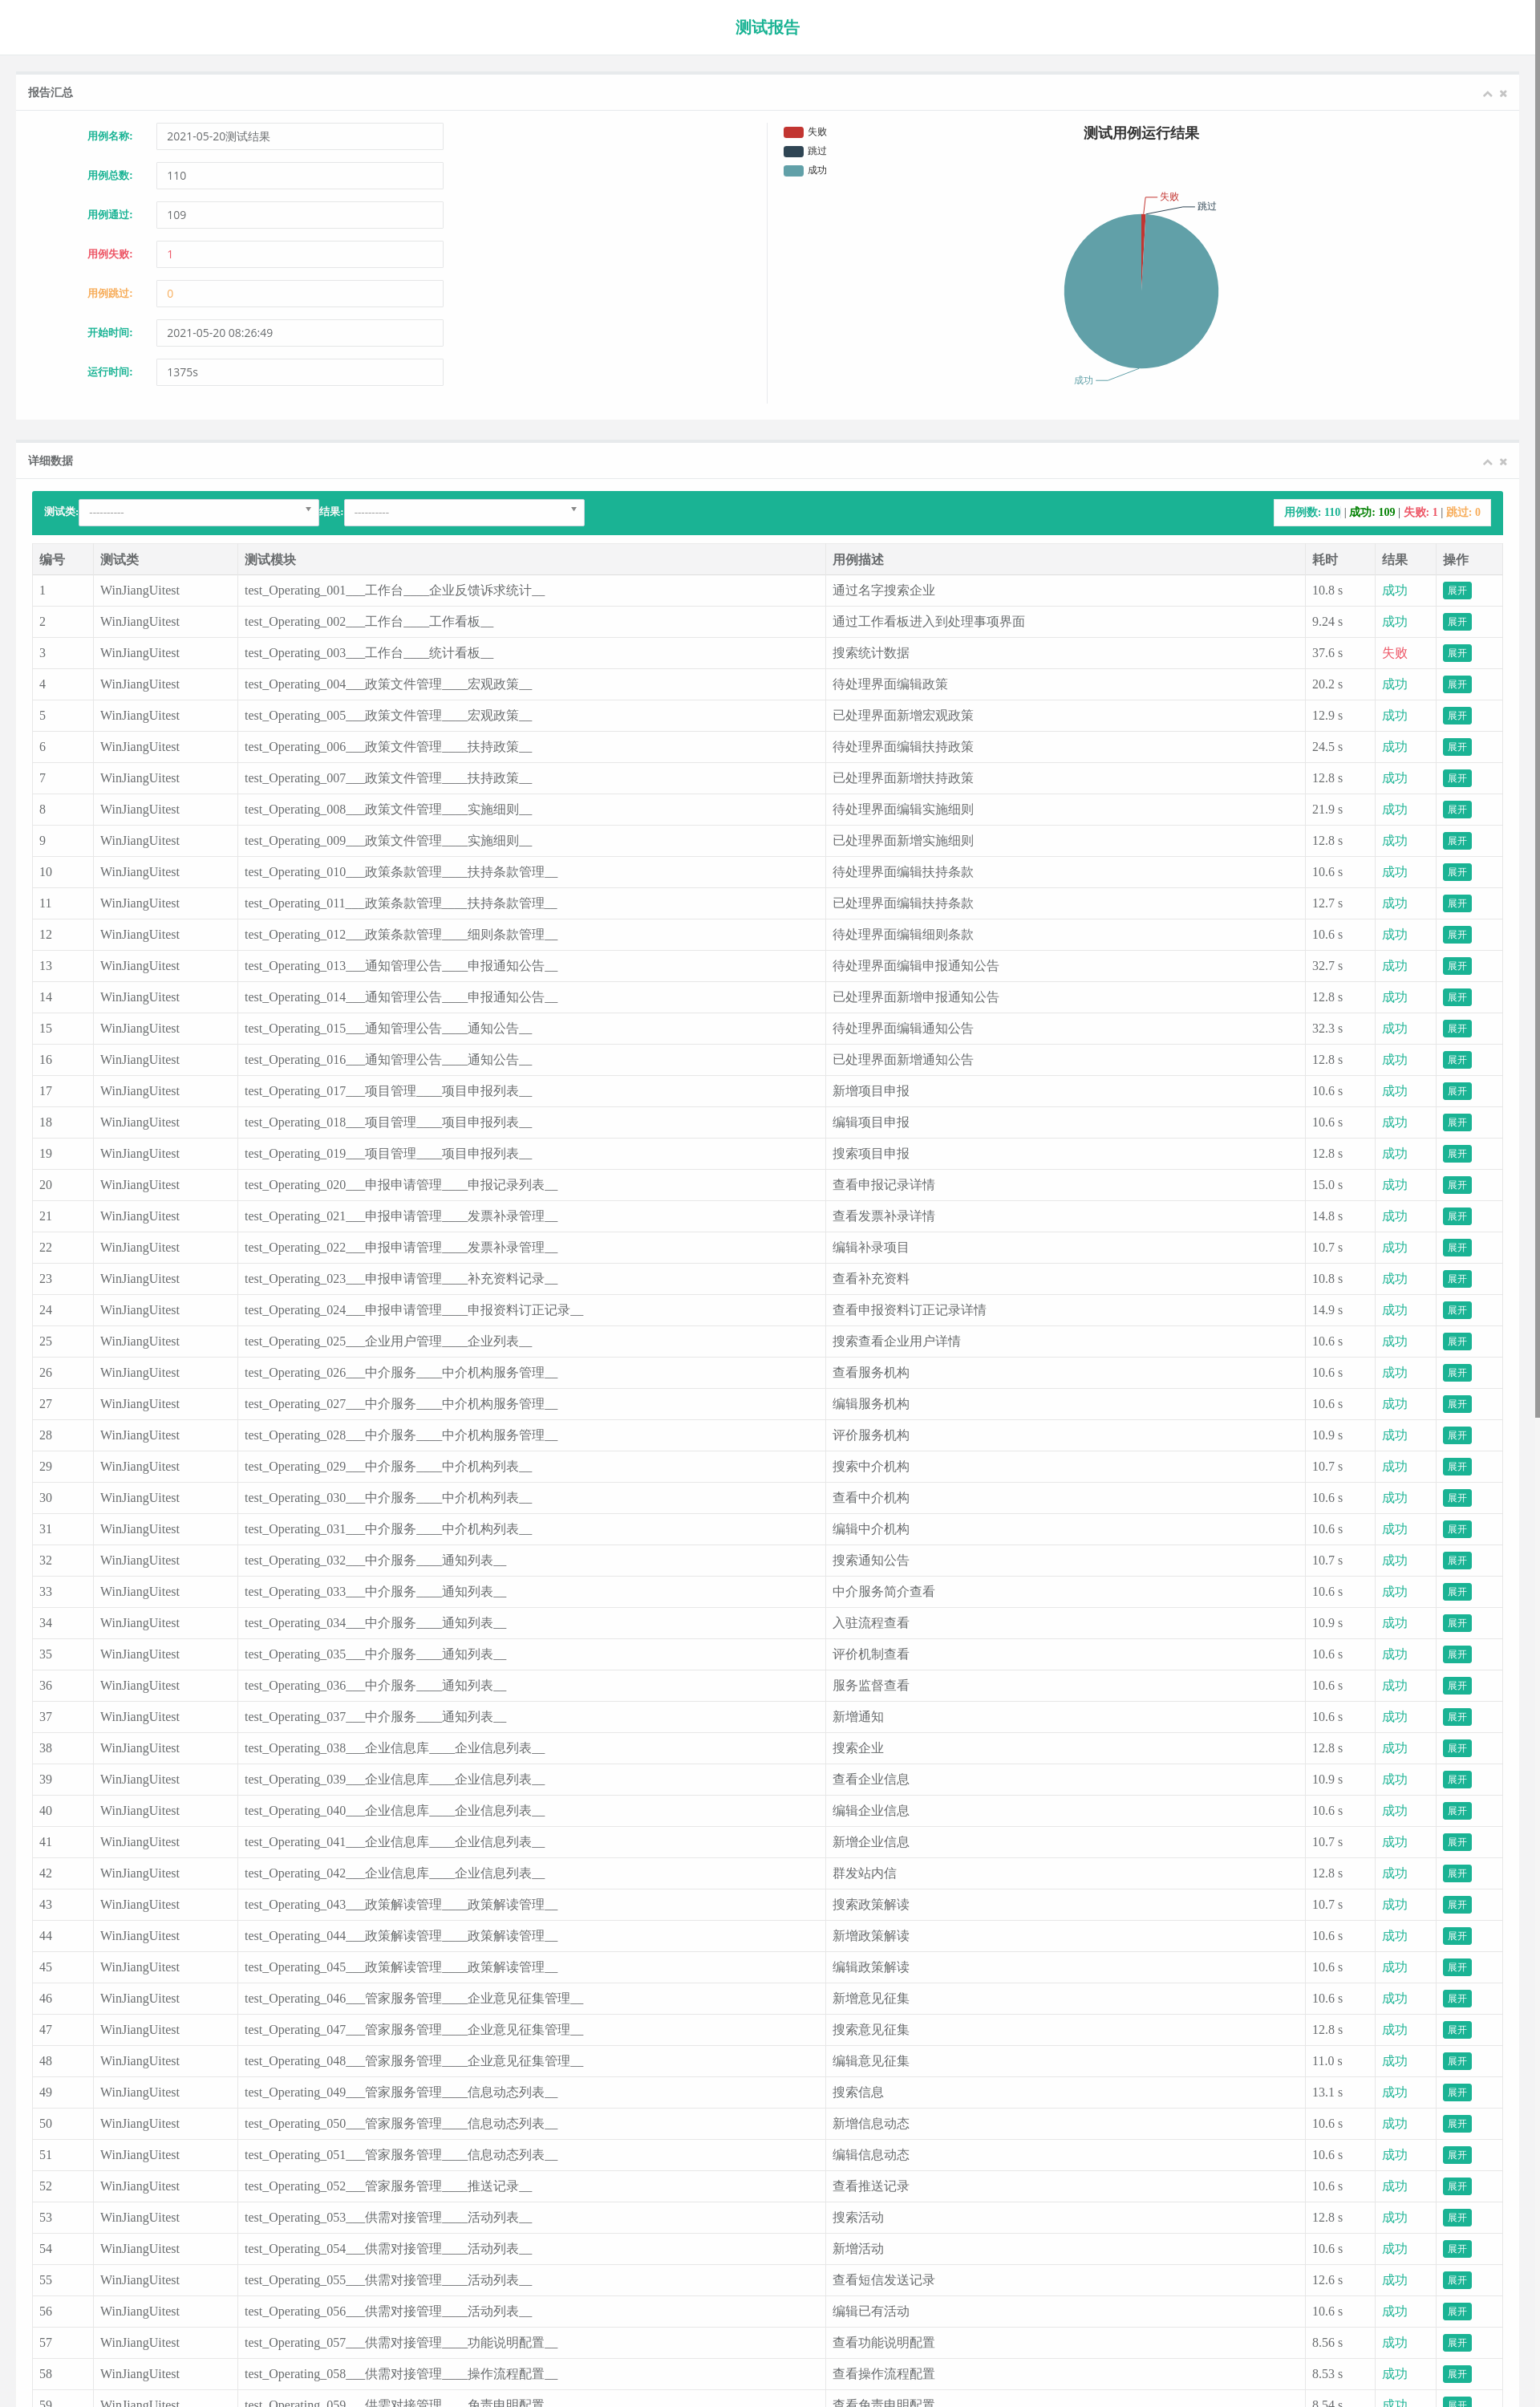 测试报告
报告汇总
用例名称: 2021-05-20测试结果
用例总数: 110
用例通过: 109
用例失败: 1
用例跳过: 0
开始时间: 2021-05-20 08:26:49
运行时间: 1375s
失败
跳过
成功
测试用例运行结果
失败
跳过
成功
详细数据
测试类: ---------- 结果: ---------- 用例数: 110 | 成功: 109 | 失败: 1 | 跳过: 0
编号 测试类 测试模块 用例描述 耗时 结果 操作
1 WinJiangUitest test_Operating_001___工作台____企业反馈诉求统计__ 通过名字搜索企业 10.8 s 成功 展开
2 WinJiangUitest test_Operating_002___工作台____工作看板__ 通过工作看板进入到处理事项界面 9.24 s 成功 展开
3 WinJiangUitest test_Operating_003___工作台____统计看板__ 搜索统计数据 37.6 s 失败 展开
4 WinJiangUitest test_Operating_004___政策文件管理____宏观政策__ 待处理界面编辑政策 20.2 s 成功 展开
5 WinJiangUitest test_Operating_005___政策文件管理____宏观政策__ 已处理界面新增宏观政策 12.9 s 成功 展开
6 WinJiangUitest test_Operating_006___政策文件管理____扶持政策__ 待处理界面编辑扶持政策 24.5 s 成功 展开
7 WinJiangUitest test_Operating_007___政策文件管理____扶持政策__ 已处理界面新增扶持政策 12.8 s 成功 展开
8 WinJiangUitest test_Operating_008___政策文件管理____实施细则__ 待处理界面编辑实施细则 21.9 s 成功 展开
9 WinJiangUitest test_Operating_009___政策文件管理____实施细则__ 已处理界面新增实施细则 12.8 s 成功 展开
10 WinJiangUitest test_Operating_010___政策条款管理____扶持条款管理__ 待处理界面编辑扶持条款 10.6 s 成功 展开
11 WinJiangUitest test_Operating_011___政策条款管理____扶持条款管理__ 已处理界面编辑扶持条款 12.7 s 成功 展开
12 WinJiangUitest test_Operating_012___政策条款管理____细则条款管理__ 待处理界面编辑细则条款 10.6 s 成功 展开
13 WinJiangUitest test_Operating_013___通知管理公告____申报通知公告__ 待处理界面编辑申报通知公告 32.7 s 成功 展开
14 WinJiangUitest test_Operating_014___通知管理公告____申报通知公告__ 已处理界面新增申报通知公告 12.8 s 成功 展开
15 WinJiangUitest test_Operating_015___通知管理公告____通知公告__ 待处理界面编辑通知公告 32.3 s 成功 展开
16 WinJiangUitest test_Operating_016___通知管理公告____通知公告__ 已处理界面新增通知公告 12.8 s 成功 展开
17 WinJiangUitest test_Operating_017___项目管理____项目申报列表__ 新增项目申报 10.6 s 成功 展开
18 WinJiangUitest test_Operating_018___项目管理____项目申报列表__ 编辑项目申报 10.6 s 成功 展开
19 WinJiangUitest test_Operating_019___项目管理____项目申报列表__ 搜索项目申报 12.8 s 成功 展开
20 WinJiangUitest test_Operating_020___申报申请管理____申报记录列表__ 查看申报记录详情 15.0 s 成功 展开
21 WinJiangUitest test_Operating_021___申报申请管理____发票补录管理__ 查看发票补录详情 14.8 s 成功 展开
22 WinJiangUitest test_Operating_022___申报申请管理____发票补录管理__ 编辑补录项目 10.7 s 成功 展开
23 WinJiangUitest test_Operating_023___申报申请管理____补充资料记录__ 查看补充资料 10.8 s 成功 展开
24 WinJiangUitest test_Operating_024___申报申请管理____申报资料订正记录__ 查看申报资料订正记录详情 14.9 s 成功 展开
25 WinJiangUitest test_Operating_025___企业用户管理____企业列表__ 搜索查看企业用户详情 10.6 s 成功 展开
26 WinJiangUitest test_Operating_026___中介服务____中介机构服务管理__ 查看服务机构 10.6 s 成功 展开
27 WinJiangUitest test_Operating_027___中介服务____中介机构服务管理__ 编辑服务机构 10.6 s 成功 展开
28 WinJiangUitest test_Operating_028___中介服务____中介机构服务管理__ 评价服务机构 10.9 s 成功 展开
29 WinJiangUitest test_Operating_029___中介服务____中介机构列表__ 搜索中介机构 10.7 s 成功 展开
30 WinJiangUitest test_Operating_030___中介服务____中介机构列表__ 查看中介机构 10.6 s 成功 展开
31 WinJiangUitest test_Operating_031___中介服务____中介机构列表__ 编辑中介机构 10.6 s 成功 展开
32 WinJiangUitest test_Operating_032___中介服务____通知列表__ 搜索通知公告 10.7 s 成功 展开
33 WinJiangUitest test_Operating_033___中介服务____通知列表__ 中介服务简介查看 10.6 s 成功 展开
34 WinJiangUitest test_Operating_034___中介服务____通知列表__ 入驻流程查看 10.9 s 成功 展开
35 WinJiangUitest test_Operating_035___中介服务____通知列表__ 评价机制查看 10.6 s 成功 展开
36 WinJiangUitest test_Operating_036___中介服务____通知列表__ 服务监督查看 10.6 s 成功 展开
37 WinJiangUitest test_Operating_037___中介服务____通知列表__ 新增通知 10.6 s 成功 展开
38 WinJiangUitest test_Operating_038___企业信息库____企业信息列表__ 搜索企业 12.8 s 成功 展开
39 WinJiangUitest test_Operating_039___企业信息库____企业信息列表__ 查看企业信息 10.9 s 成功 展开
40 WinJiangUitest test_Operating_040___企业信息库____企业信息列表__ 编辑企业信息 10.6 s 成功 展开
41 WinJiangUitest test_Operating_041___企业信息库____企业信息列表__ 新增企业信息 10.7 s 成功 展开
42 WinJiangUitest test_Operating_042___企业信息库____企业信息列表__ 群发站内信 12.8 s 成功 展开
43 WinJiangUitest test_Operating_043___政策解读管理____政策解读管理__ 搜索政策解读 10.7 s 成功 展开
44 WinJiangUitest test_Operating_044___政策解读管理____政策解读管理__ 新增政策解读 10.6 s 成功 展开
45 WinJiangUitest test_Operating_045___政策解读管理____政策解读管理__ 编辑政策解读 10.6 s 成功 展开
46 WinJiangUitest test_Operating_046___管家服务管理____企业意见征集管理__ 新增意见征集 10.6 s 成功 展开
47 WinJiangUitest test_Operating_047___管家服务管理____企业意见征集管理__ 搜索意见征集 12.8 s 成功 展开
48 WinJiangUitest test_Operating_048___管家服务管理____企业意见征集管理__ 编辑意见征集 11.0 s 成功 展开
49 WinJiangUitest test_Operating_049___管家服务管理____信息动态列表__ 搜索信息 13.1 s 成功 展开
50 WinJiangUitest test_Operating_050___管家服务管理____信息动态列表__ 新增信息动态 10.6 s 成功 展开
51 WinJiangUitest test_Operating_051___管家服务管理____信息动态列表__ 编辑信息动态 10.6 s 成功 展开
52 WinJiangUitest test_Operating_052___管家服务管理____推送记录__ 查看推送记录 10.6 s 成功 展开
53 WinJiangUitest test_Operating_053___供需对接管理____活动列表__ 搜索活动 12.8 s 成功 展开
54 WinJiangUitest test_Operating_054___供需对接管理____活动列表__ 新增活动 10.6 s 成功 展开
55 WinJiangUitest test_Operating_055___供需对接管理____活动列表__ 查看短信发送记录 12.6 s 成功 展开
56 WinJiangUitest test_Operating_056___供需对接管理____活动列表__ 编辑已有活动 10.6 s 成功 展开
57 WinJiangUitest test_Operating_057___供需对接管理____功能说明配置__ 查看功能说明配置 8.56 s 成功 展开
58 WinJiangUitest test_Operating_058___供需对接管理____操作流程配置__ 查看操作流程配置 8.53 s 成功 展开
59 WinJiangUitest test_Operating_059___供需对接管理____免责申明配置__ 查看免责申明配置 8.54 s 成功 展开